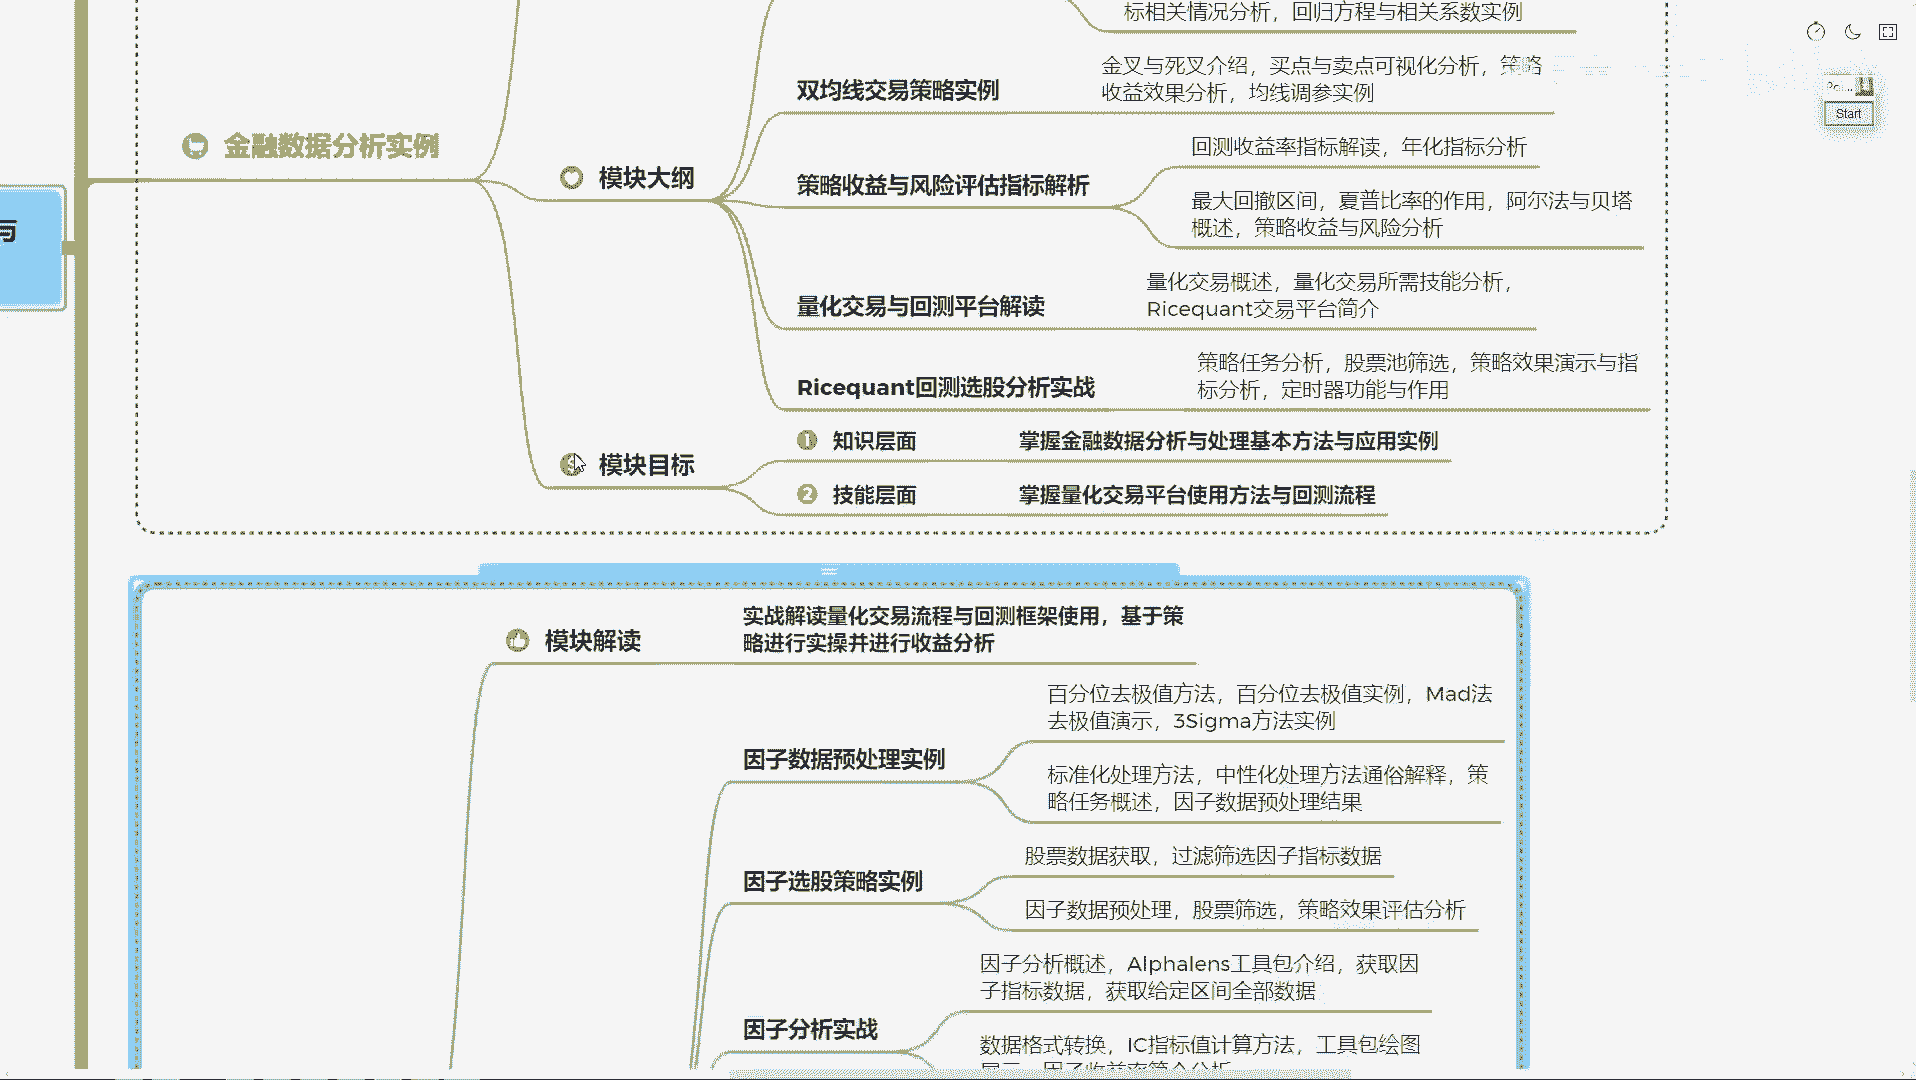 标相关情况分析，回归方程与相关系数实例
金叉与死叉介绍，买点与卖点可视化分析，策略
收益效果分析，均线调参实例
双均线交易策略实例
金融数据分析实例
模块大纲
回测收益率指标解读，年化指标分析
策略收益与风险评估指标解析
最大回撤区间，夏普比率的作用，阿尔法与贝塔
概述，策略收益与风险分析
量化交易概述，量化交易所需技能分析，
Ricequant交易平台简介
量化交易与回测平台解读
策略任务分析，股票池筛选，策略效果演示与指
标分析，定时器功能与作用
Ricequant回测选股分析实战
模块目标
1 知识层面 掌握金融数据分析与处理基本方法与应用实例
2 技能层面 掌握量化交易平台使用方法与回测流程
与
Start
模块解读
实战解读量化交易流程与回测框架使用，基于策
略进行实操并进行收益分析
百分位去极值方法，百分位去极值实例，Mad法
去极值演示，3Sigma方法实例
因子数据预处理实例
标准化处理方法，中性化处理方法通俗解释，策
略任务概述，因子数据预处理结果
股票数据获取，过滤筛选因子指标数据
因子选股策略实例
因子数据预处理，股票筛选，策略效果评估分析
因子分析概述，Alphalens工具包介绍，获取因
子指标数据，获取给定区间全部数据
因子分析实战
数据格式转换，IC指标值计算方法，工具包绘图